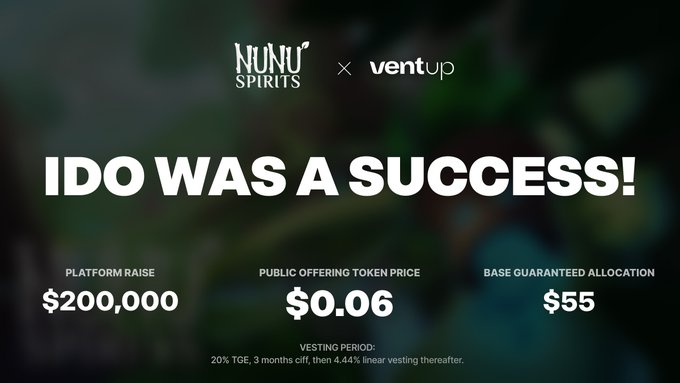 NUNU
SPIRITS
× ventup
IDO WAS A SUCCESS!
PLATFORM RAISE
$200,000
PUBLIC OFFERING TOKEN PRICE
$0.06
BASE GUARANTEED ALLOCATION
$55
VESTING PERIOD:
20% TGE, 3 months ciff, then 4.44% linear vesting thereafter.